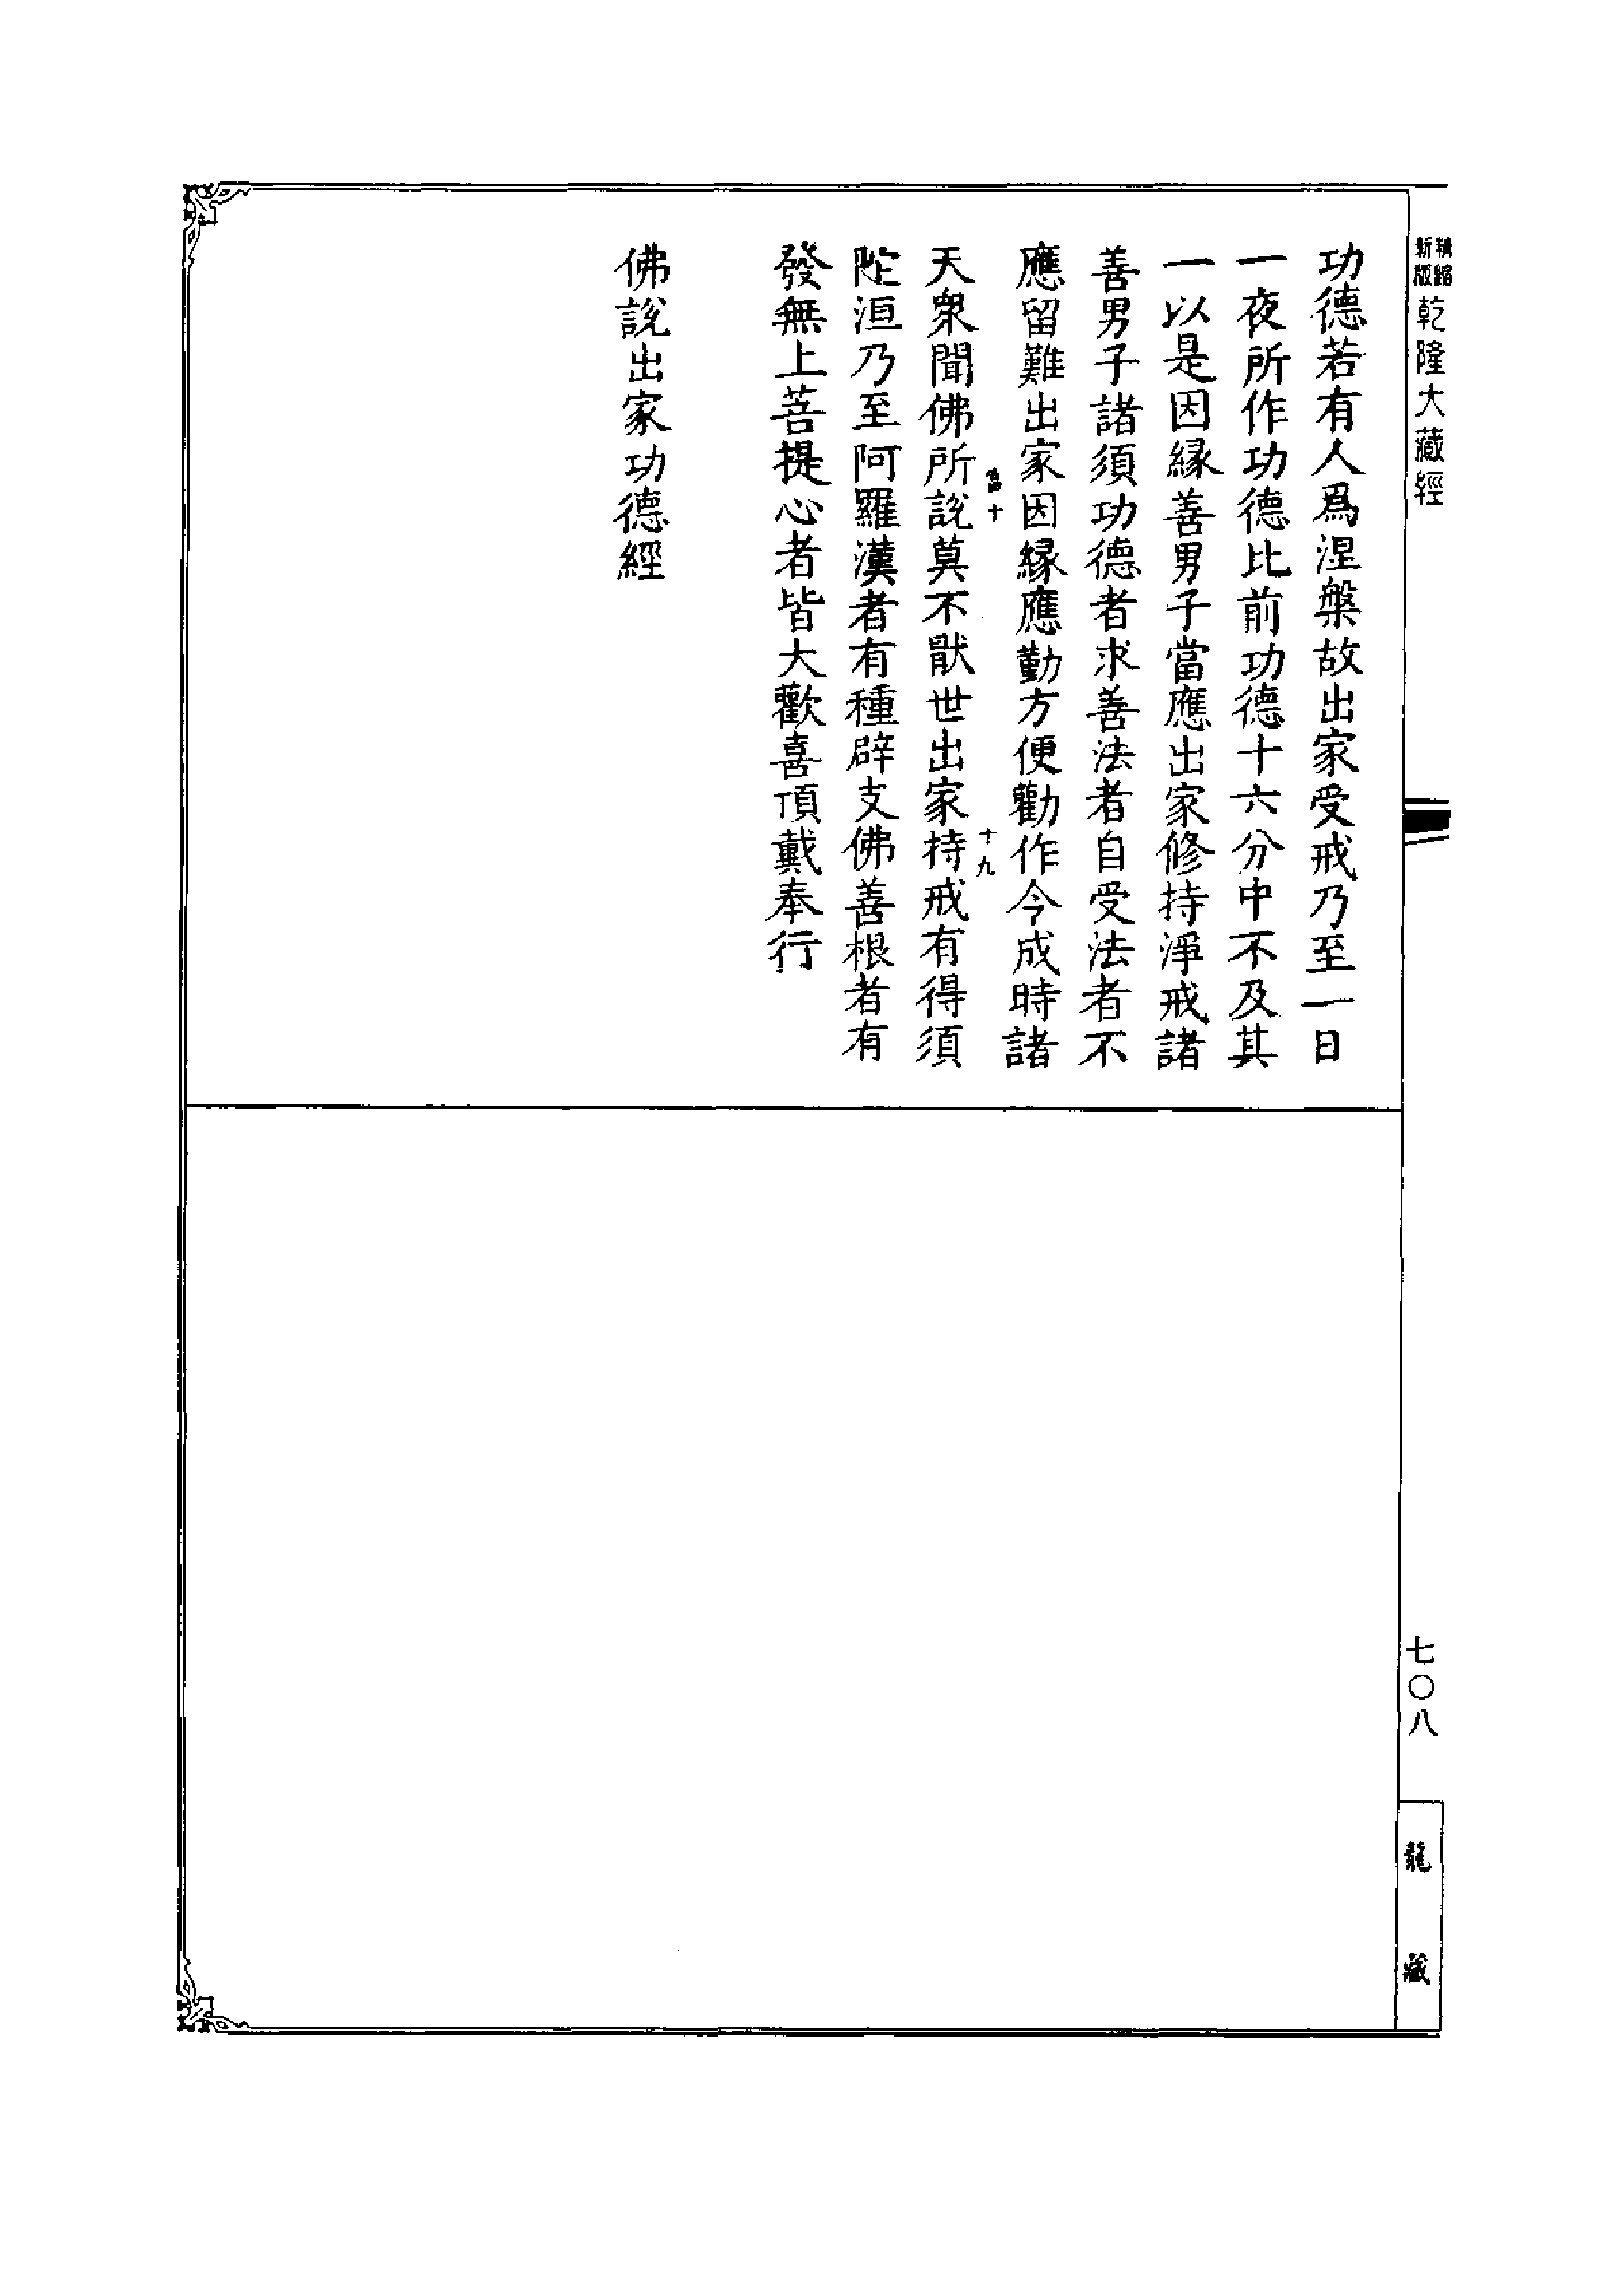 新版
乾隆大藏經
功德若有人爲涅槃故出家受戒乃至一日
一夜所作功德比前功德十六分中不及其
一以是因縁善男子當應出家修持淨戒諸
善男子諸須功德者求善法者自受法者不
應留難出家因縁應勤方便勸作令成時諸
十
十九
天衆聞佛所說莫不猒世出家持戒有得須
陀洹乃至阿羅漢者有種辟支佛善根者有
發無上菩提心者皆大歡喜頂戴奉行
佛說出家功德經
七〇八
龍藏